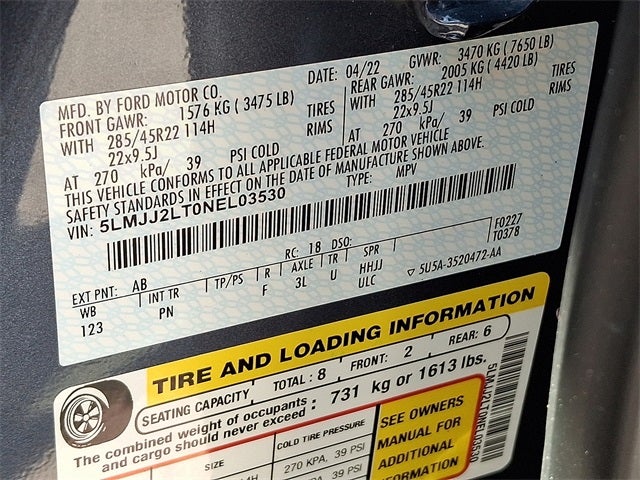 MFD. BY FORD MOTOR CO.
DATE: 04/22 GVWR: 3470 KG ( 7650 LB)
FRONT GAWR: 1576 KG ( 3475 LB)
REAR GAWR: 2005 KG ( 4420 LB)
WITH 285/45R22 114H TIRES
WITH 285/45R22 114H TIRES
22x9.5J RIMS
22x9.5J RIMS
AT 270 kPa/ 39 PSI COLD
AT 270 kPa/ 39 PSI COLD
THIS VEHICLE CONFORMS TO ALL APPLICABLE FEDERAL MOTOR VEHICLE
SAFETY STANDARDS IN EFFECT ON THE DATE OF MANUFACTURE SHOWN ABOVE.
VIN: 5LMJJ2LT0NEL03530 TYPE: MPV
F0227
T0378
EXT PNT: AB RC: 18 DSO:
WB INT TR TP/PS R AXLE TR SPR
123 PN F 3L U HHJJ
ULC
5U5A-3520472-AA
TIRE AND LOADING INFORMATION
SEATING CAPACITY TOTAL: 8 FRONT: 2 REAR: 6
The combined weight of occupants
and cargo should never exceed : 731 kg or 1613 lbs.
SIZE COLD TIRE PRESSURE
270 KPA, 39 PSI
SEE OWNERS
MANUAL FOR
ADDITIONAL
INFORMATION
5LMJJ2LT0NEL03530